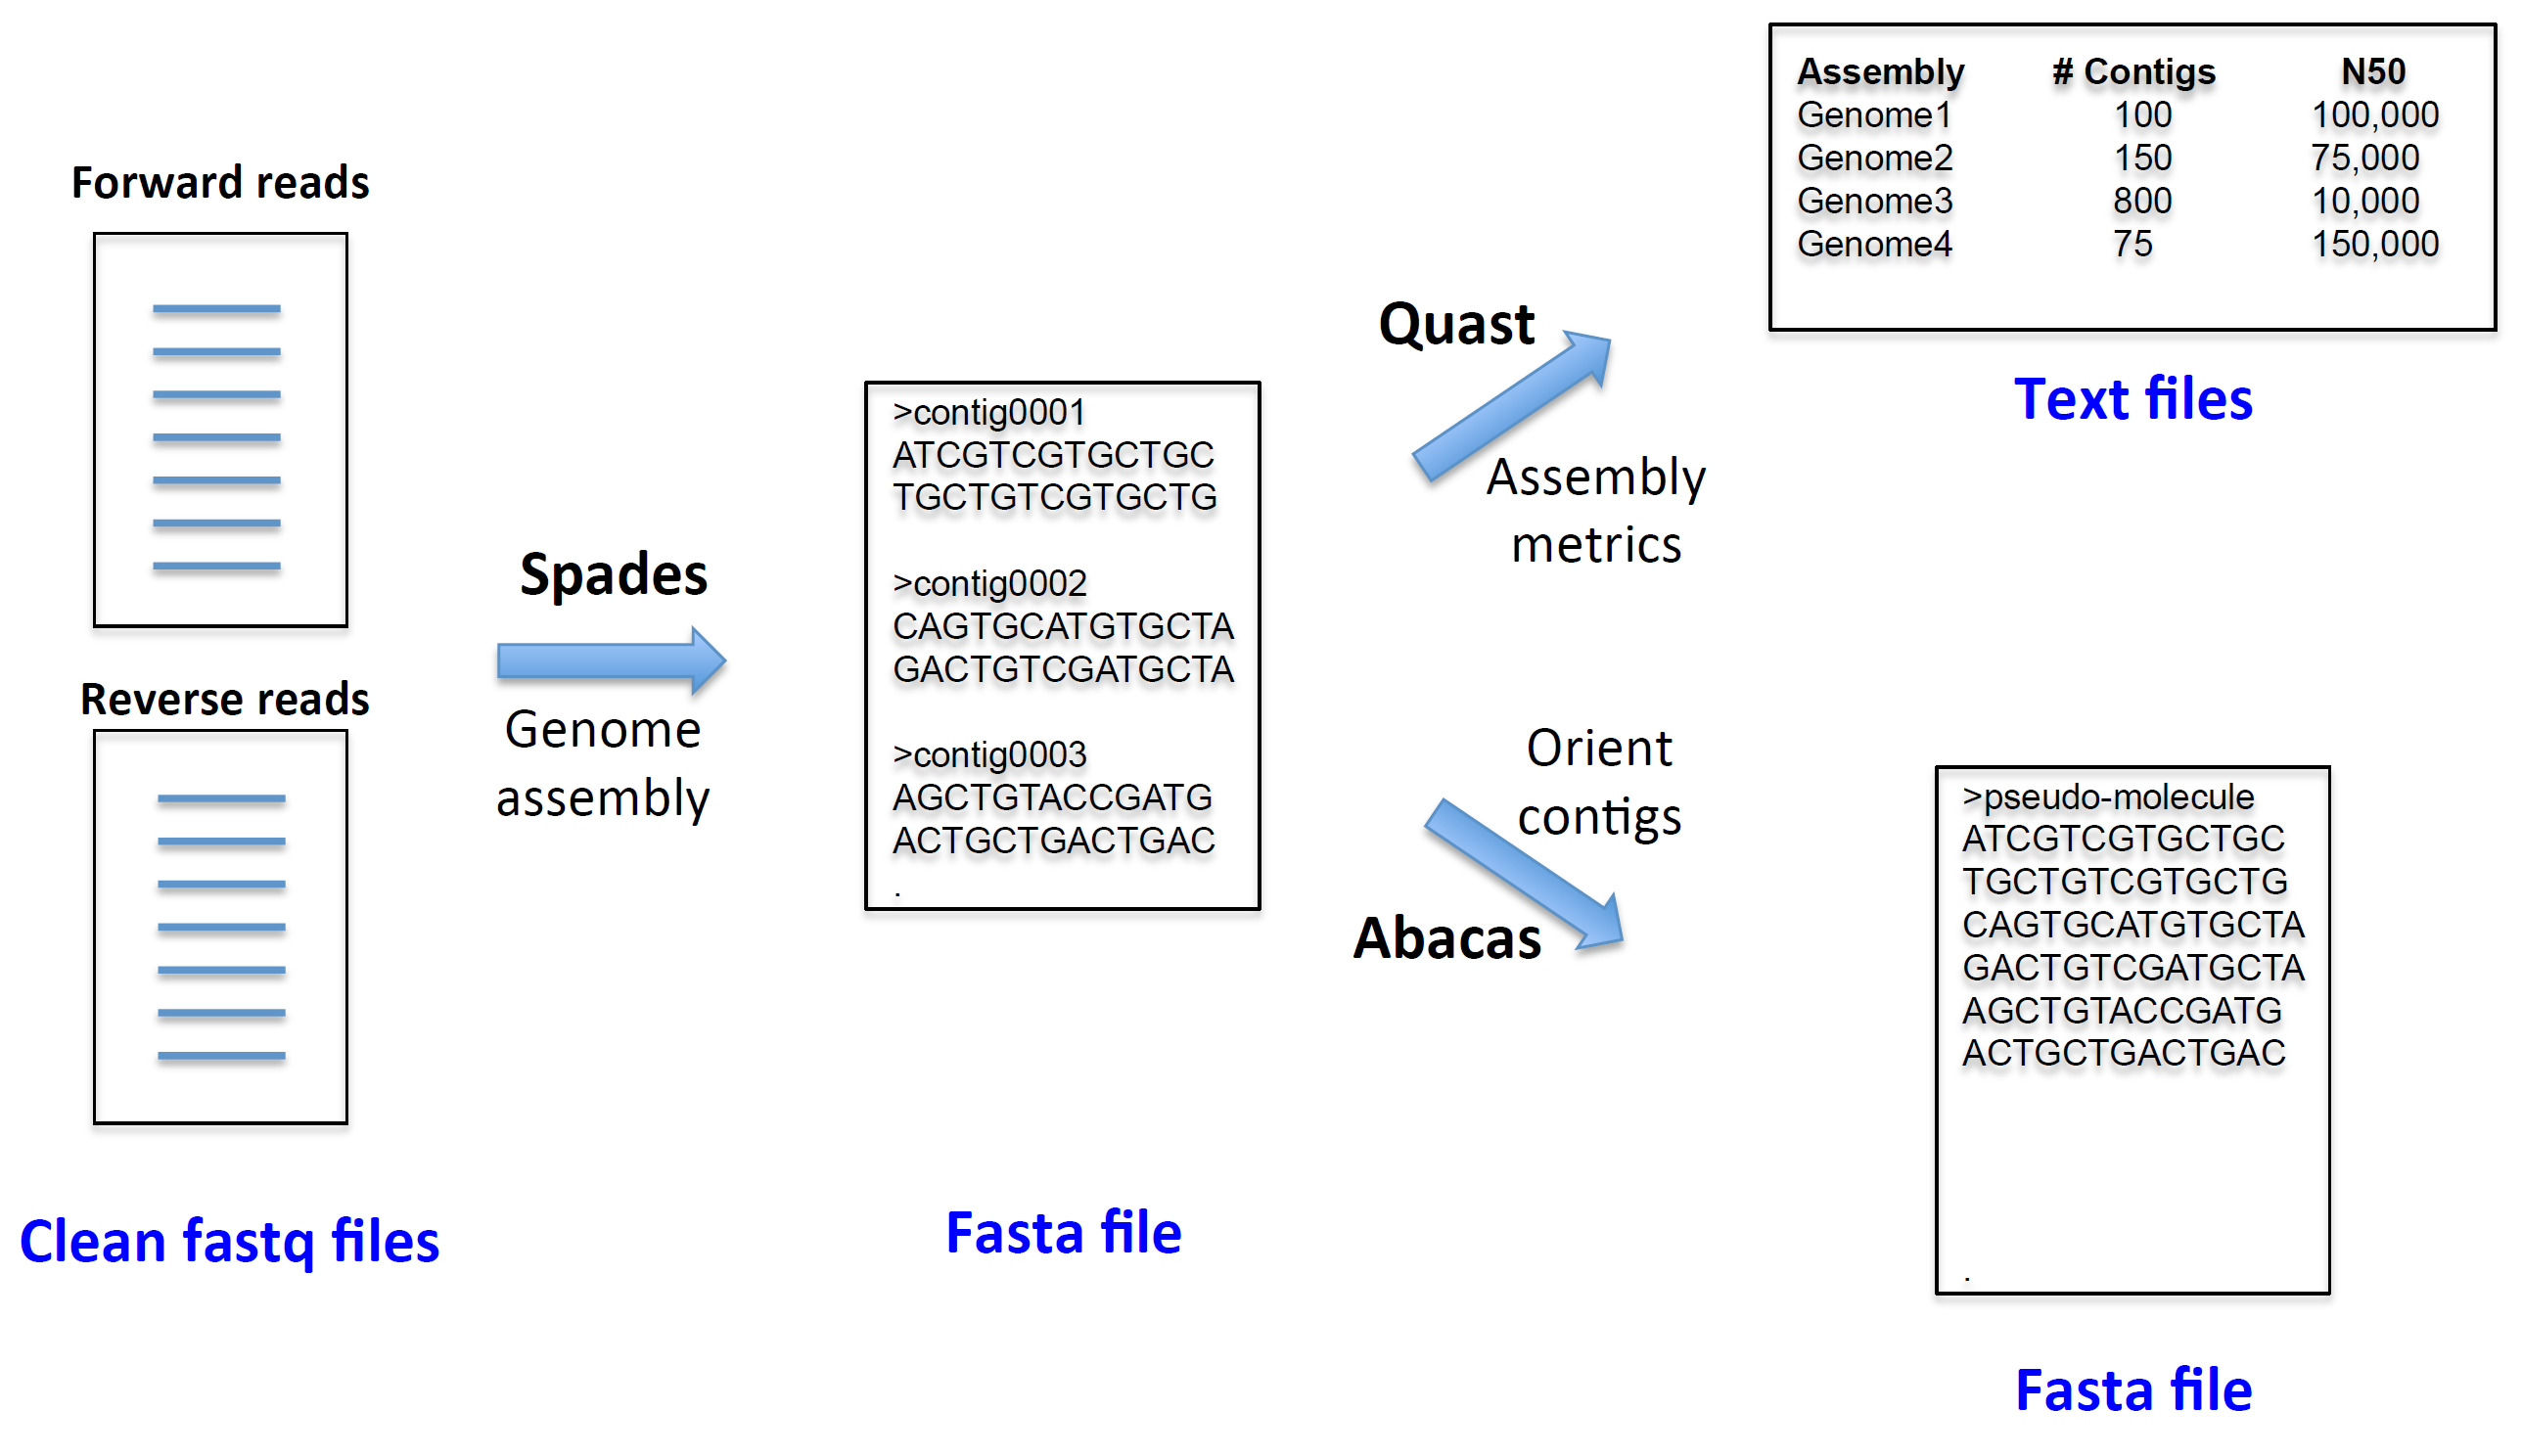 Forward reads
Reverse reads
Clean fastq files
Spades
Genome
assembly
>contig0001
ATCGTCGTGCTGC
TGCTGTCGTGCTG
>contig0002
CAGTGCATGTGCTA
GACTGTCGATGCTA
>contig0003
AGCTGTACCGATG
ACTGCTGACTGAC
.
Fasta file
Quast
Assembly
metrics
Assembly # Contigs N50
Genome1 100 100,000
Genome2 150 75,000
Genome3 800 10,000
Genome4 75 150,000
Text files
Orient
contigs
Abacas
>pseudo-molecule
ATCGTCGTGCTGC
TGCTGTCGTGCTG
CAGTGCATGTGCTA
GACTGTCGATGCTA
AGCTGTACCGATG
ACTGCTGACTGAC
.
Fasta file